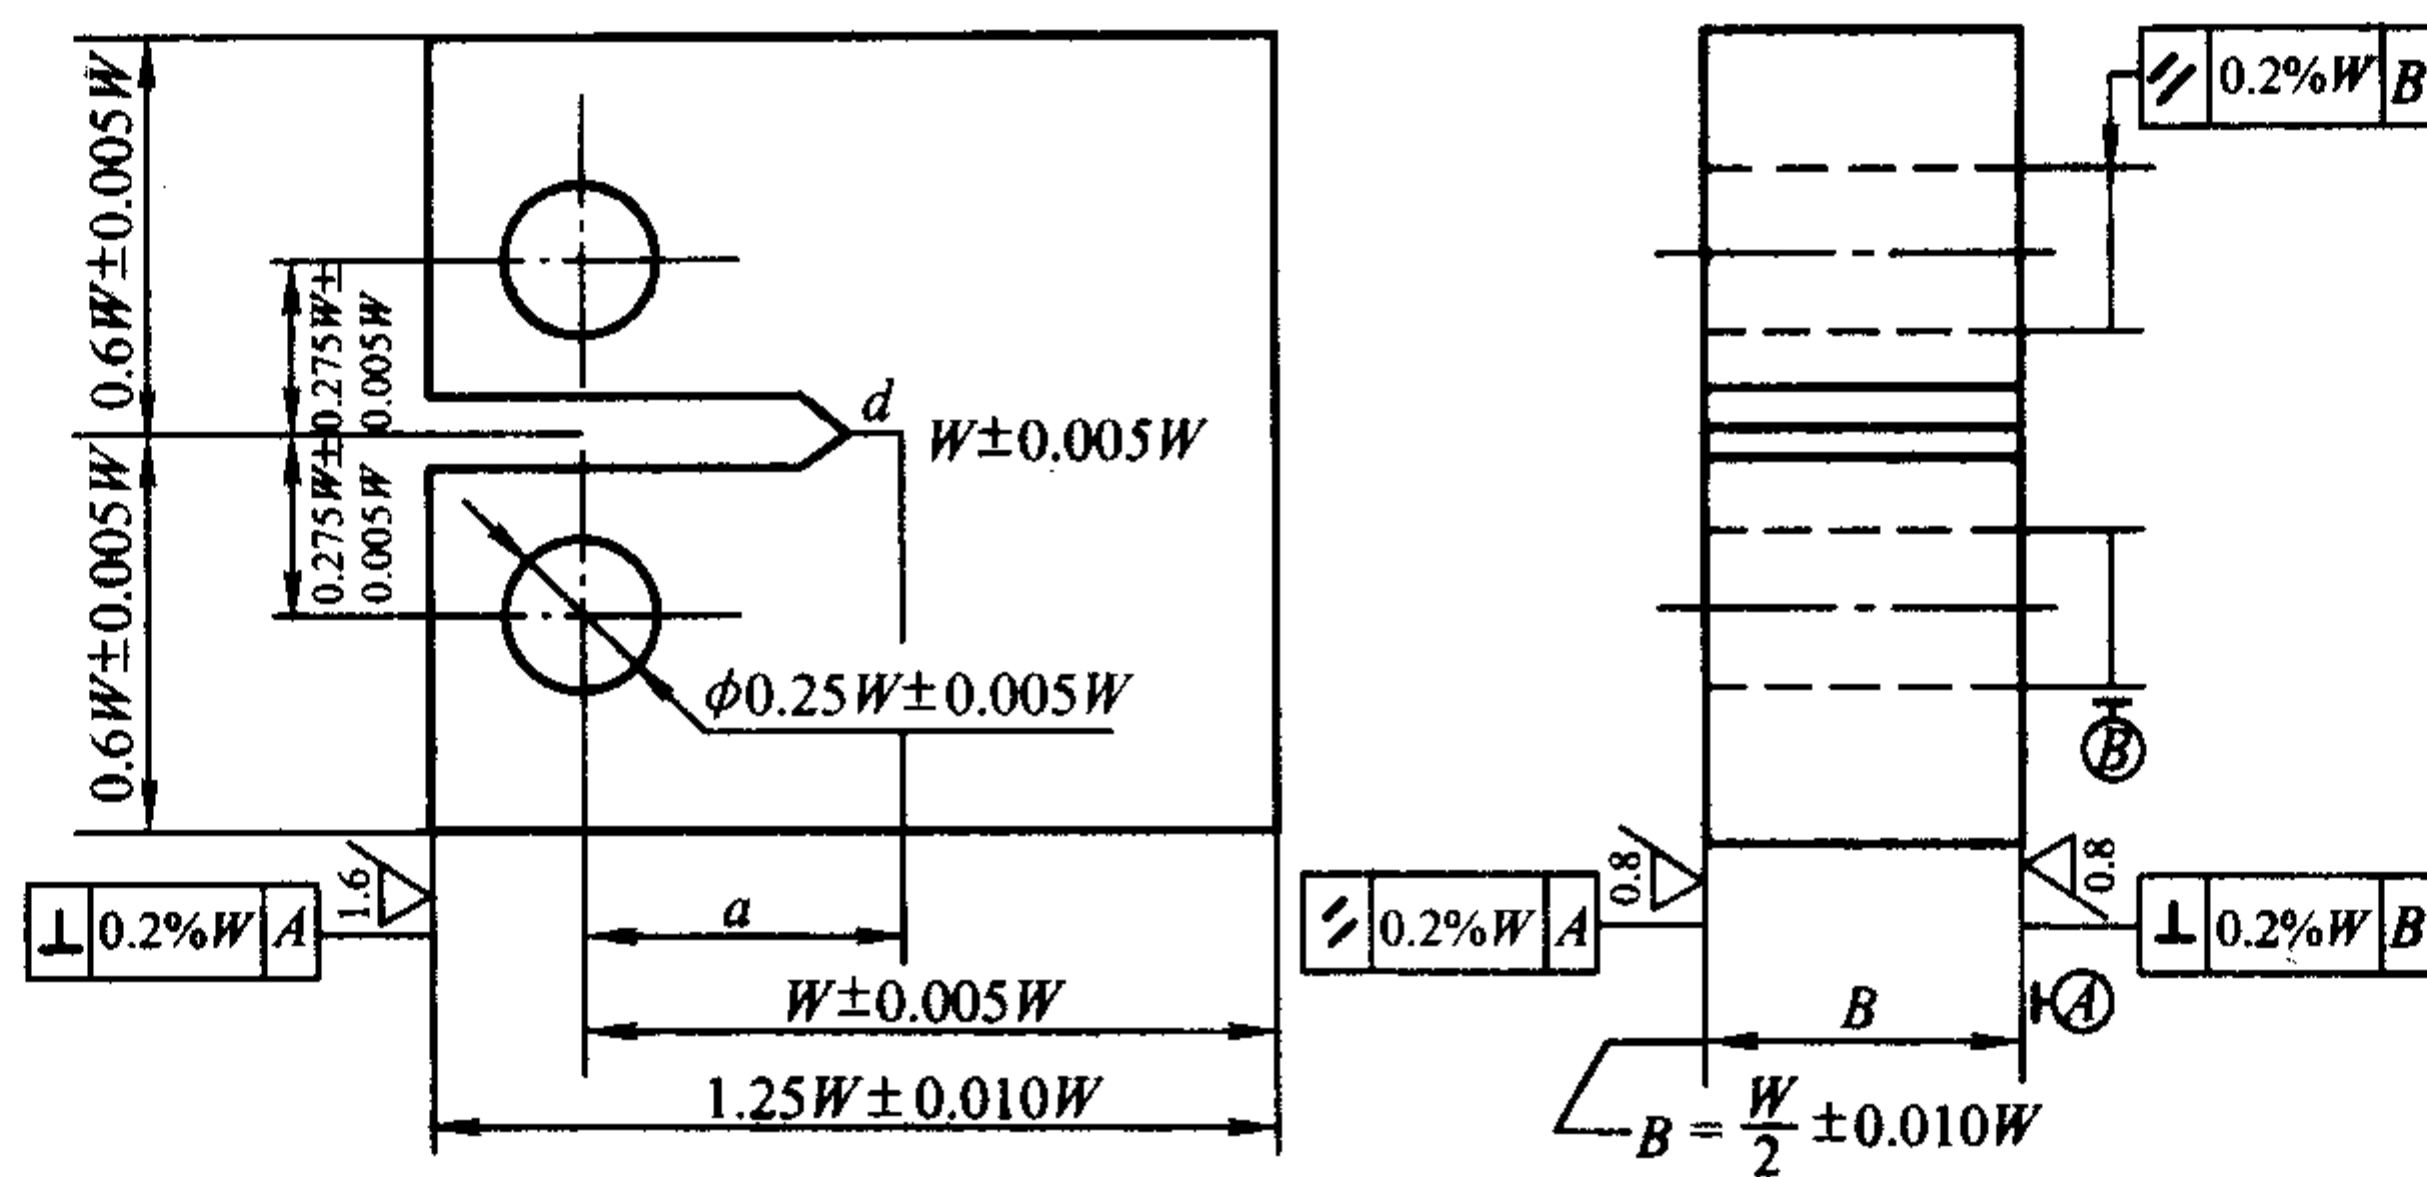 0.6W±0.005W
0.275W±
0.005W
0.275W±
0.005W
0.6W±0.005W
d
W±0.005W
ϕ0.25W±0.005W
1.6
⊥ 0.2%W A
a
W±0.005W
1.25W±0.010W
// 0.2%W B
B
0.8
0.8
// 0.2%W A
⊥ 0.2%W B
A
B
B = W/2 ±0.010W